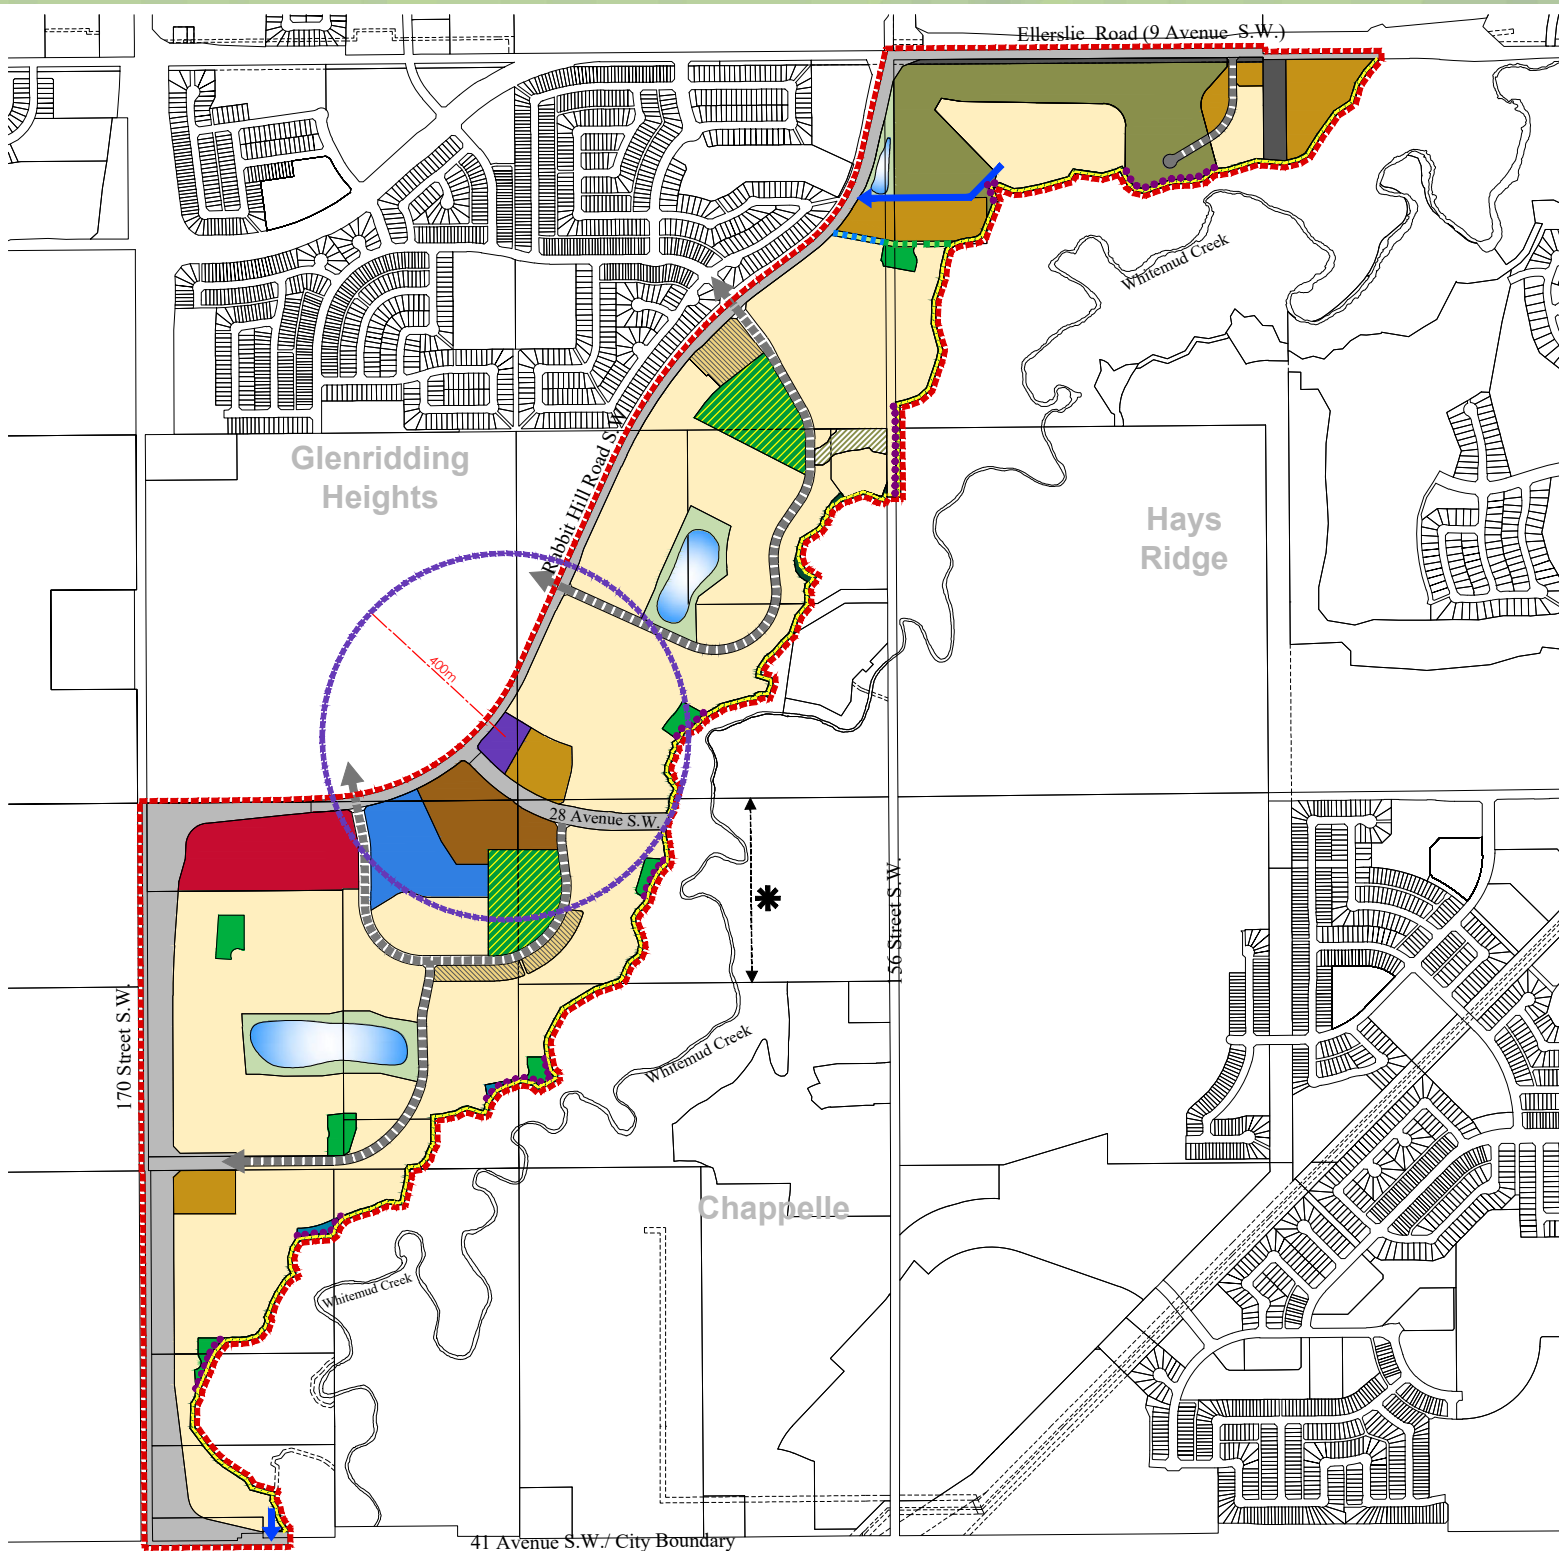 Ellerslie Road (9 Avenue S.W.)
Whitemud Creek
Glenridding
Heights
Rabbit Hill Road S.W.
Hays
Ridge
400m
28 Avenue S.W.
156 Street S.W.
170 Street S.W.
Whitemud Creek
Chappelle
Whitemud Creek
41 Avenue S.W./ City Boundary